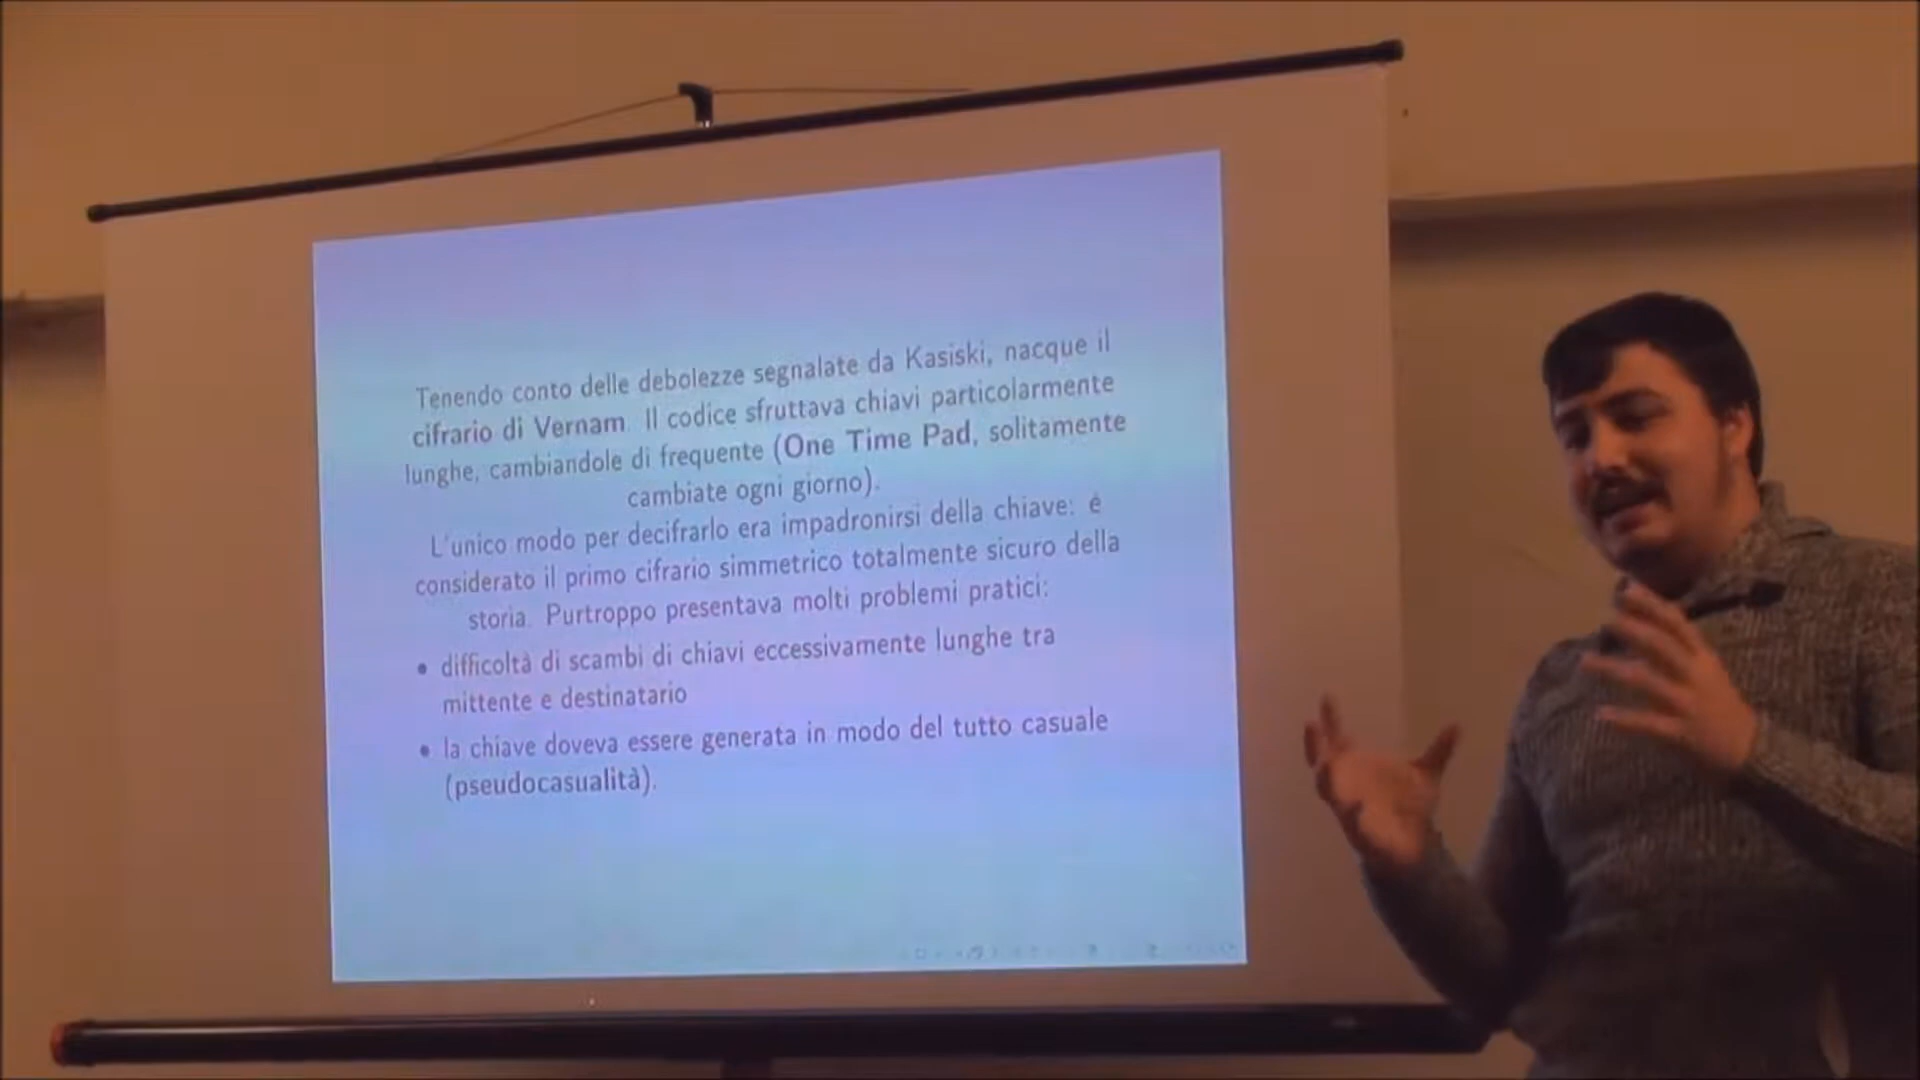 Tenendo conto delle debolezze segnalate da Kasiski, nacque il
cifrario di Vernam. Il codice sfruttava chiavi particolarmente
lunghe, cambiandole di frequente (One Time Pad, solitamente
cambiate ogni giorno).
L'unico modo per decifrarlo era impadronirsi della chiave: è
considerato il primo cifrario simmetrico totalmente sicuro della
storia. Purtroppo presentava molti problemi pratici:
• difficoltà di scambi di chiavi eccessivamente lunghe tra
mittente e destinatario
• la chiave doveva essere generata in modo del tutto casuale
(pseudocasualità).